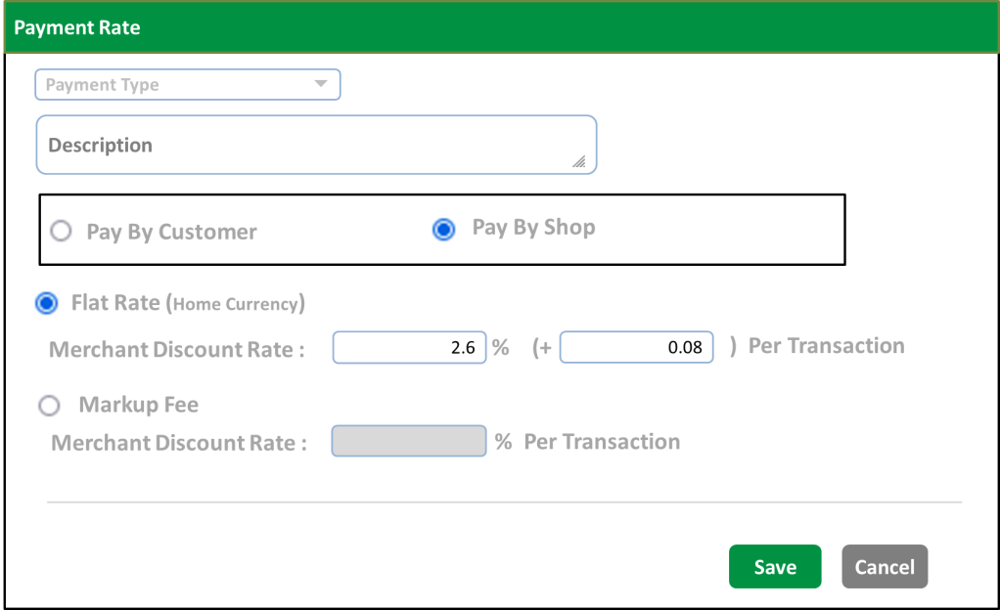 Payment Rate
Payment Type
Description
Pay By Customer Pay By Shop
Flat Rate (Home Currency)
Merchant Discount Rate : 2.6 % (+ 0.08 ) Per Transaction
Markup Fee
Merchant Discount Rate : % Per Transaction
Save Cancel